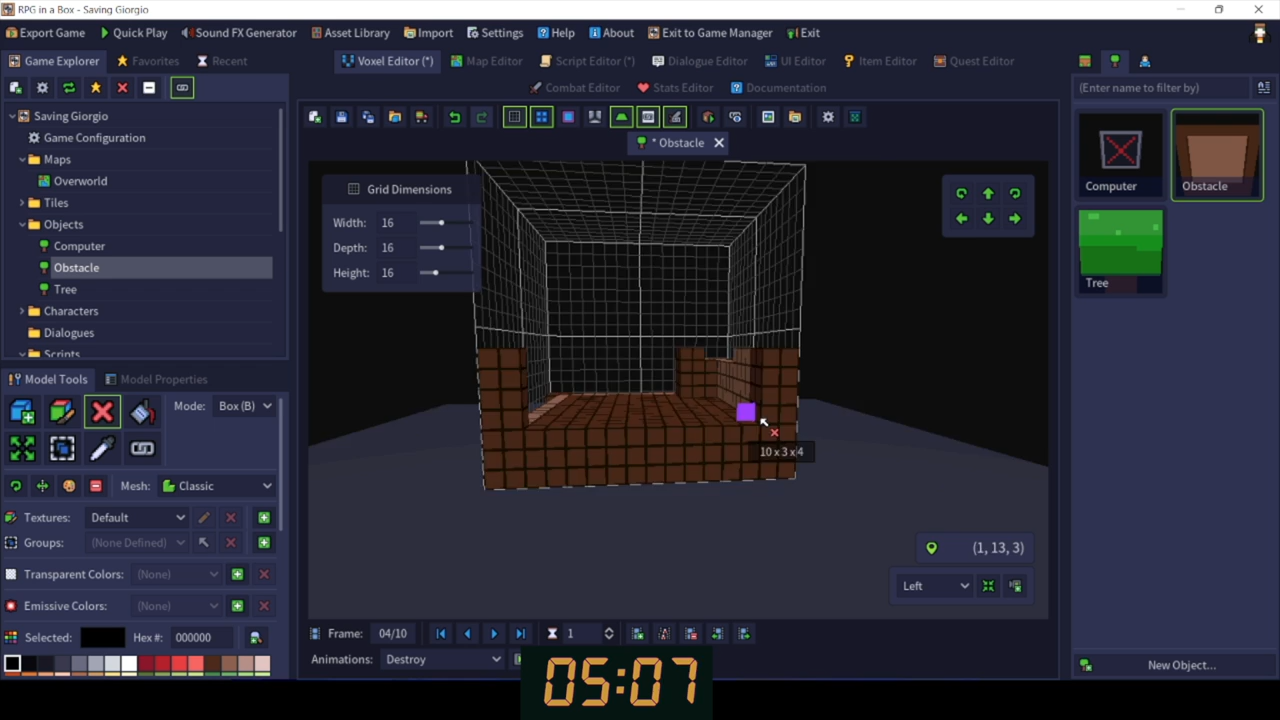 RPG in a Box - Saving Giorgio
Export Game Quick Play Sound FX Generator Asset Library Import Settings Help About Exit to Game Manager Exit
Game Explorer Favorites Recent
Voxel Editor (*) Map Editor Script Editor (*) Dialogue Editor UI Editor Item Editor Quest Editor
Combat Editor Stats Editor Documentation
(Enter name to filter by)
Saving Giorgio
Game Configuration
Maps
Overworld
Tiles
Objects
Computer
Obstacle
Tree
Characters
Dialogues
Scripts
* Obstacle
Grid Dimensions
Width: 16
Depth: 16
Height: 16
10 x 3 x 4
(1, 13, 3)
Left
Computer
Obstacle
Tree
New Object...
Model Tools Model Properties
Mode: Box (B)
Mesh: Classic
Textures: Default
Groups: (None Defined)
Transparent Colors: (None)
Emissive Colors: (None)
Selected: Hex #: 000000
Frame: 04/10 1
Animations: Destroy
05:07